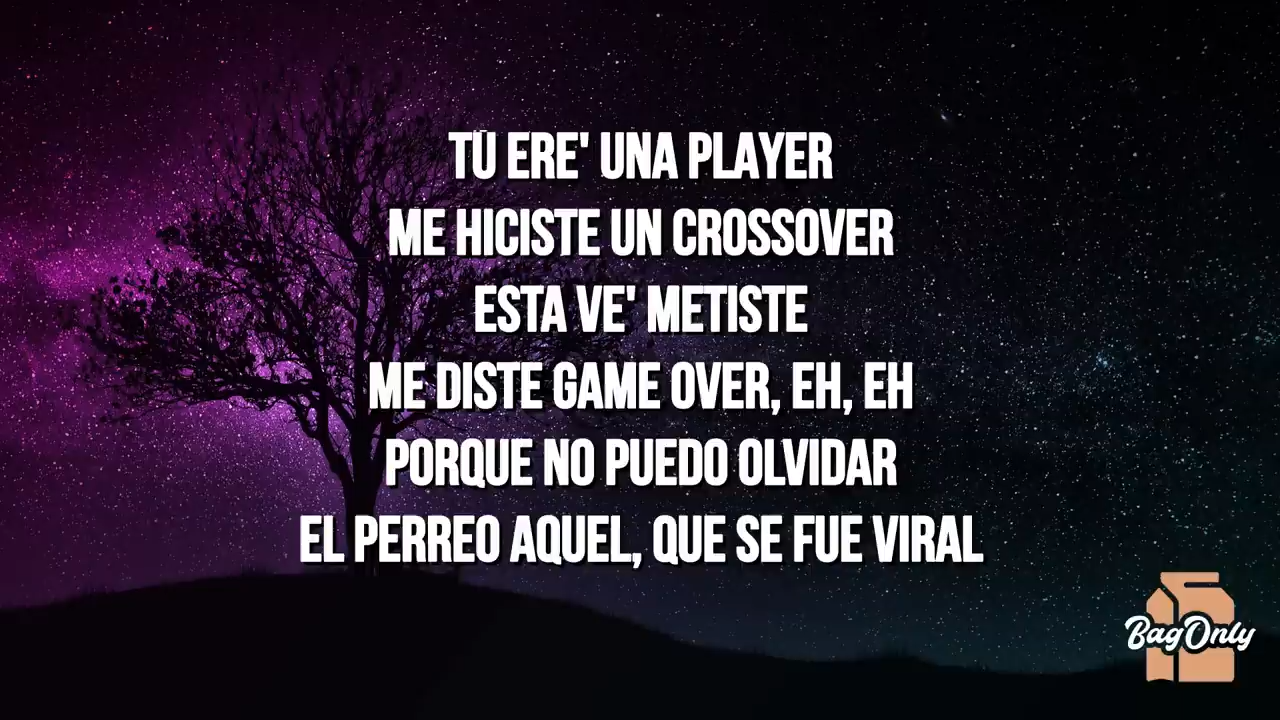 TÚ ERE' UNA PLAYER
ME HICISTE UN CROSSOVER
ESTA VE' METISTE
ME DISTE GAME OVER, EH, EH
PORQUE NO PUEDO OLVIDAR
EL PERREO AQUEL, QUE SE FUE VIRAL
BagOnly